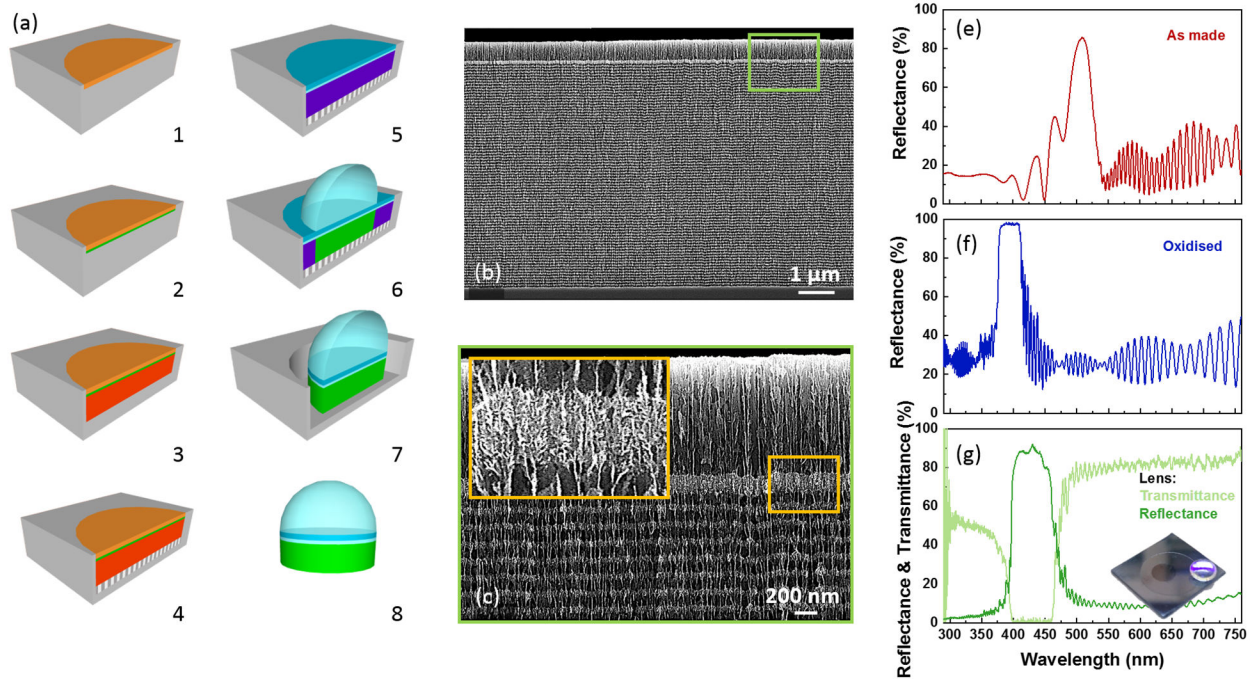 (a)
1
5
2
6
3
7
4
8
(b)
1 µm
(c)
200 nm
(e)
As made
Reflectance (%)
100
80
60
40
20
0
(f)
Oxidised
Reflectance (%)
100
80
60
40
20
0
(g)
Lens:
Transmittance
Reflectance
Reflectance & Transmittance (%)
100
80
60
40
20
0
300 350 400 450 500 550 600 650 700 750
Wavelength (nm)